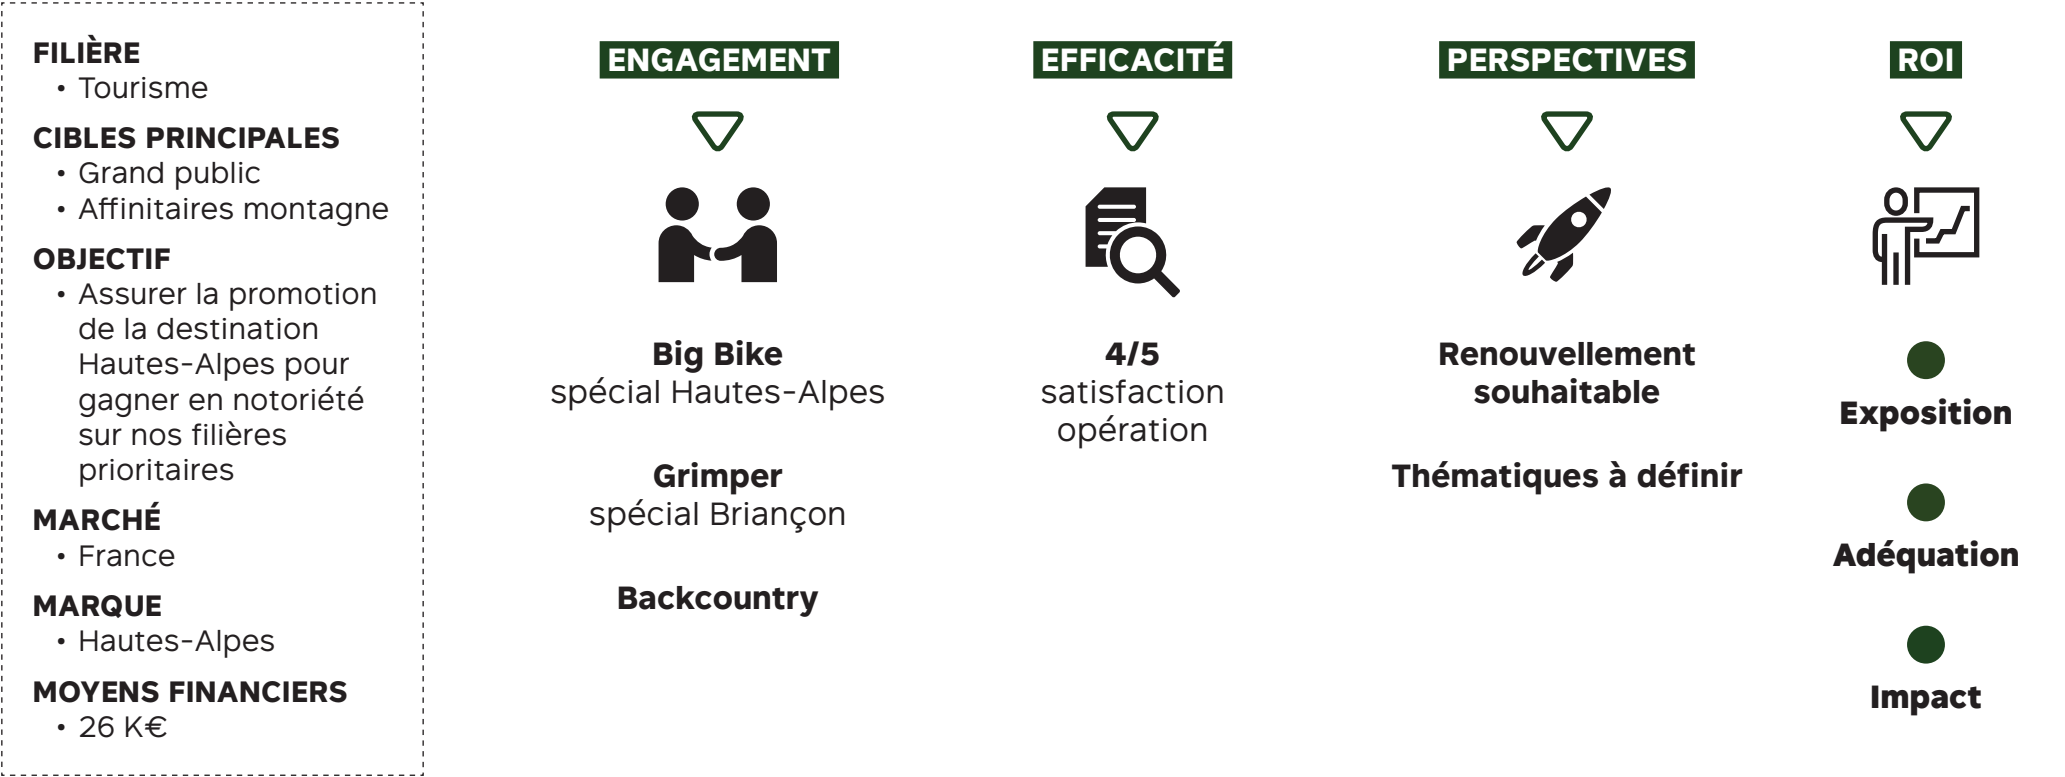 FILIÈRE
• Tourisme
CIBLES PRINCIPALES
• Grand public
• Affinitaires montagne
OBJECTIF
• Assurer la promotion
de la destination
Hautes-Alpes pour
gagner en notoriété
sur nos filières
prioritaires
MARCHÉ
• France
MARQUE
• Hautes-Alpes
MOYENS FINANCIERS
• 26 K€
ENGAGEMENT
Big Bike
spécial Hautes-Alpes
Grimper
spécial Briançon
Backcountry
EFFICACITÉ
4/5
satisfaction
opération
PERSPECTIVES
Renouvellement
souhaitable
Thématiques à définir
ROI
Exposition
Adéquation
Impact